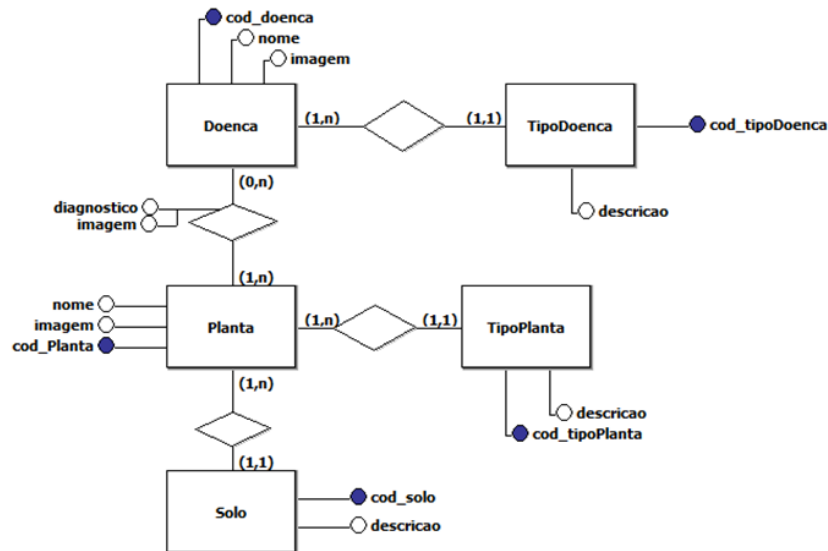 cod_doenca
nome
imagem
Doenca
(1,n)
(1,1)
TipoDoenca
cod_tipoDoenca
(0,n)
descricao
diagnostico
imagem
(1,n)
nome
imagem
cod_Planta
Planta
(1,n)
(1,1)
TipoPlanta
(1,n)
descricao
cod_tipoPlanta
(1,1)
Solo
cod_solo
descricao